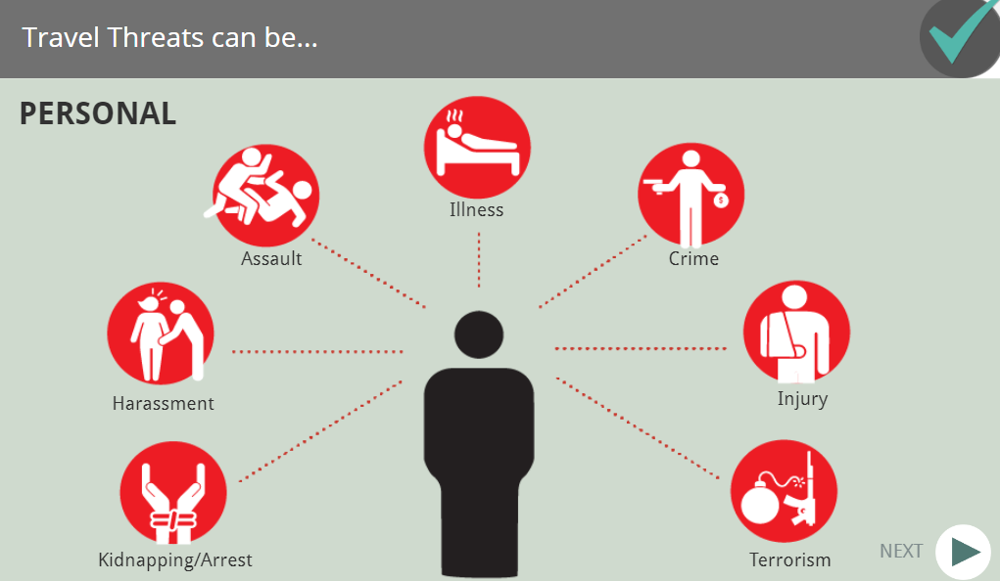 Travel Threats can be...
PERSONAL
Illness
Assault
Crime
Harassment
Injury
Kidnapping/Arrest
Terrorism
NEXT
$